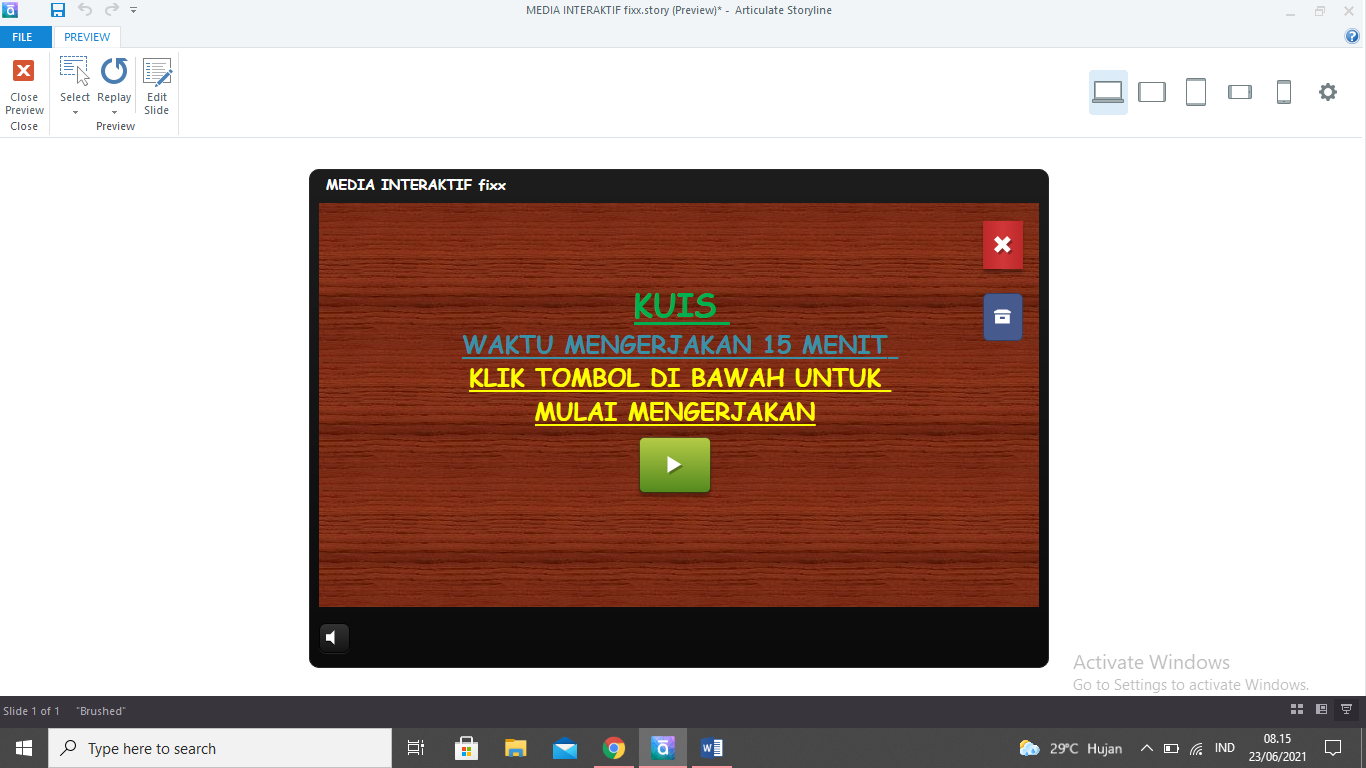 MEDIA INTERAKTIF fixx.story (Preview)* - Articulate Storyline
FILE
PREVIEW
Close
Preview
Select
Replay
Edit
Slide
Close
Preview
MEDIA INTERAKTIF fixx
KUIS
WAKTU MENGERJAKAN 15 MENIT
KLIK TOMBOL DI BAWAH UNTUK
MULAI MENGERJAKAN
Activate Windows
Go to Settings to activate Windows.
Slide 1 of 1 "Brushed"
Type here to search
29°C Hujan
IND
08.15
23/06/2021